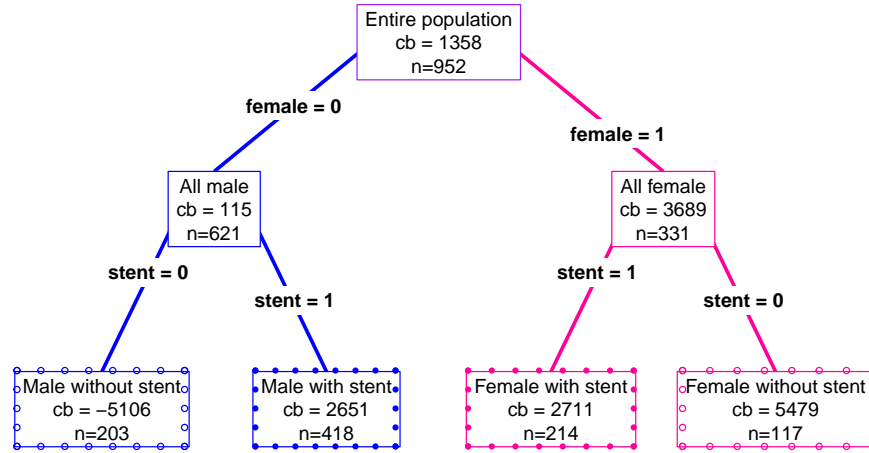 Entire population
cb = 1358
n=952
female = 0
female = 1
All male
cb = 115
n=621
All female
cb = 3689
n=331
stent = 0
stent = 1
stent = 1
stent = 0
Male without stent
cb = −5106
n=203
Male with stent
cb = 2651
n=418
Female with stent
cb = 2711
n=214
Female without stent
cb = 5479
n=117